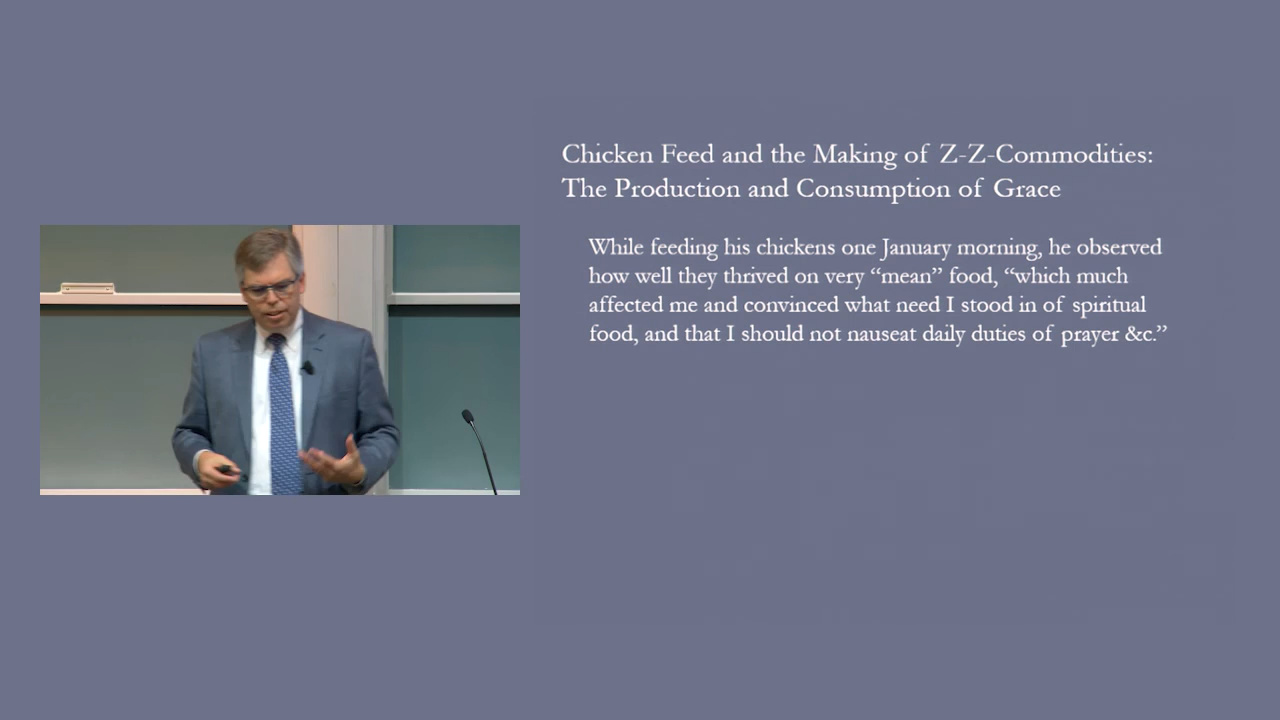 Chicken Feed and the Making of Z-Z-Commodities:
The Production and Consumption of Grace
While feeding his chickens one January morning, he observed
how well they thrived on very “mean” food, “which much
affected me and convinced what need I stood in of spiritual
food, and that I should not nauseat daily duties of prayer &c.”